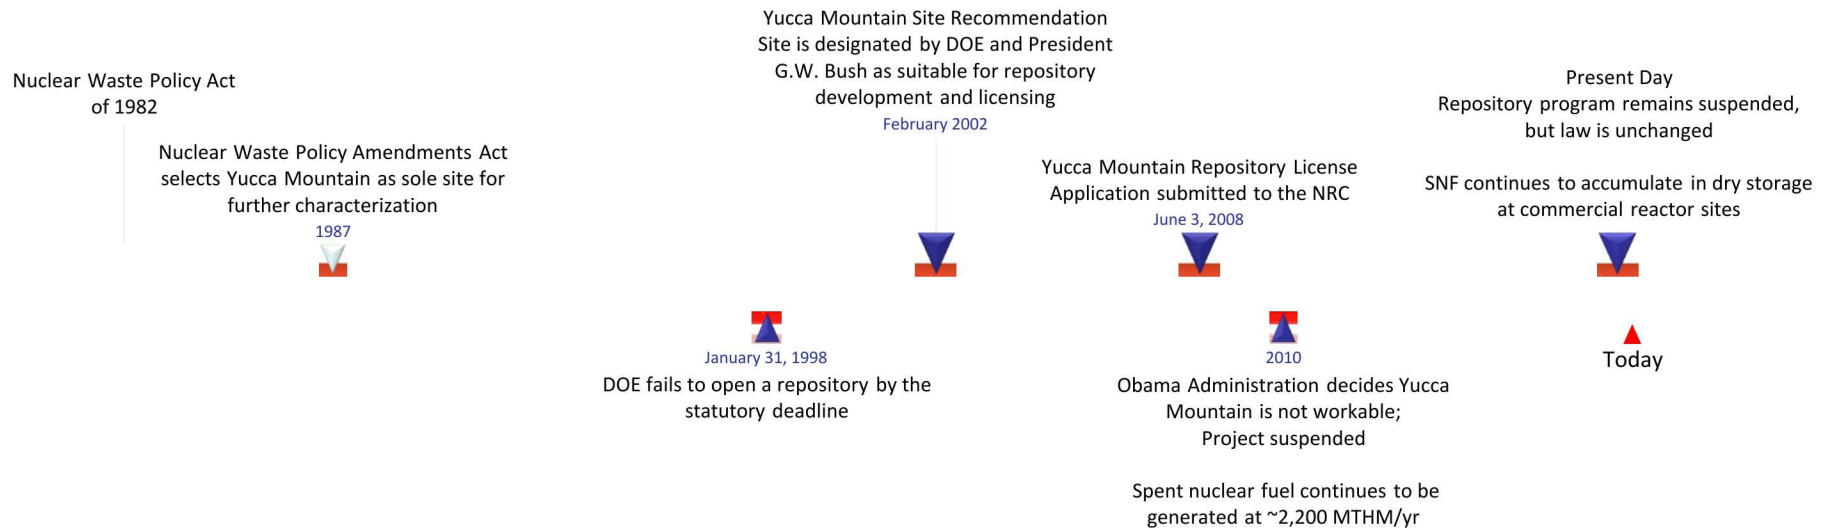 Nuclear Waste Policy Act
of 1982
Nuclear Waste Policy Amendments Act
selects Yucca Mountain as sole site for
further characterization
1987
January 31, 1998
DOE fails to open a repository by the
statutory deadline
Yucca Mountain Site Recommendation
Site is designated by DOE and President
G.W. Bush as suitable for repository
development and licensing
February 2002
Yucca Mountain Repository License
Application submitted to the NRC
June 3, 2008
2010
Obama Administration decides Yucca
Mountain is not workable;
Project suspended
Spent nuclear fuel continues to be
generated at ~2,200 MTHM/yr
Present Day
Repository program remains suspended,
but law is unchanged
SNF continues to accumulate in dry storage
at commercial reactor sites
Today